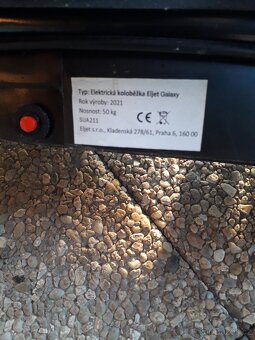 Typ: Elektrická koloběžka Eljet Galaxy
Rok výroby: 2021
Nosnost: 50 kg
SUA211
Eljet s.r.o., Kladenská 278/61, Praha 6, 160 00
CE